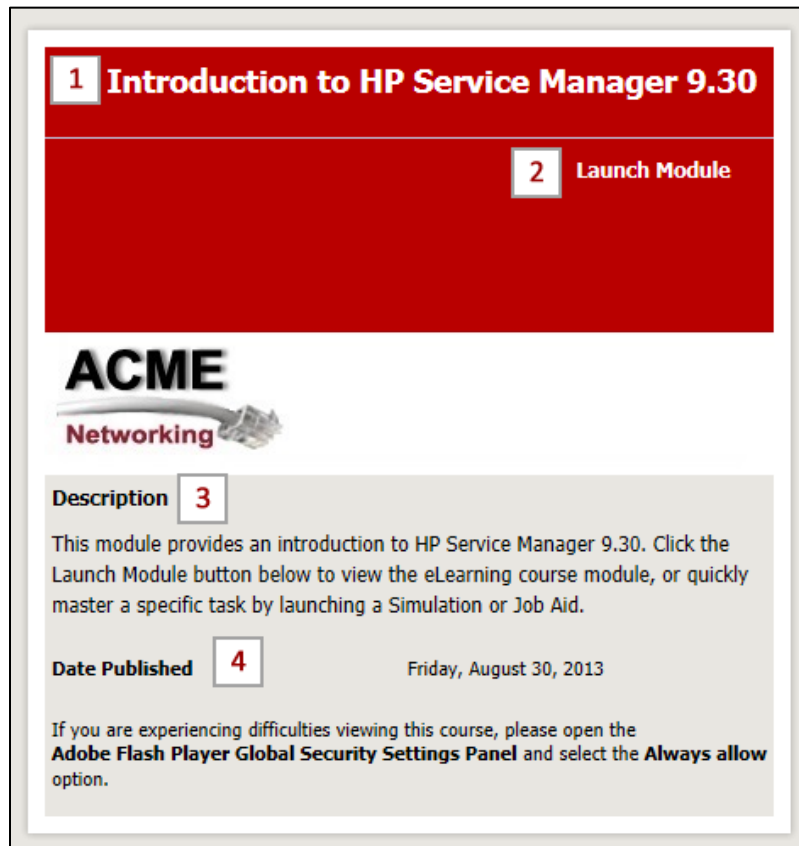 1 Introduction to HP Service Manager 9.30
2 Launch Module
ACME
Networking
Description 3
This module provides an introduction to HP Service Manager 9.30. Click the
Launch Module button below to view the eLearning course module, or quickly
master a specific task by launching a Simulation or Job Aid.
Date Published 4 Friday, August 30, 2013
If you are experiencing difficulties viewing this course, please open the
Adobe Flash Player Global Security Settings Panel and select the Always allow
option.